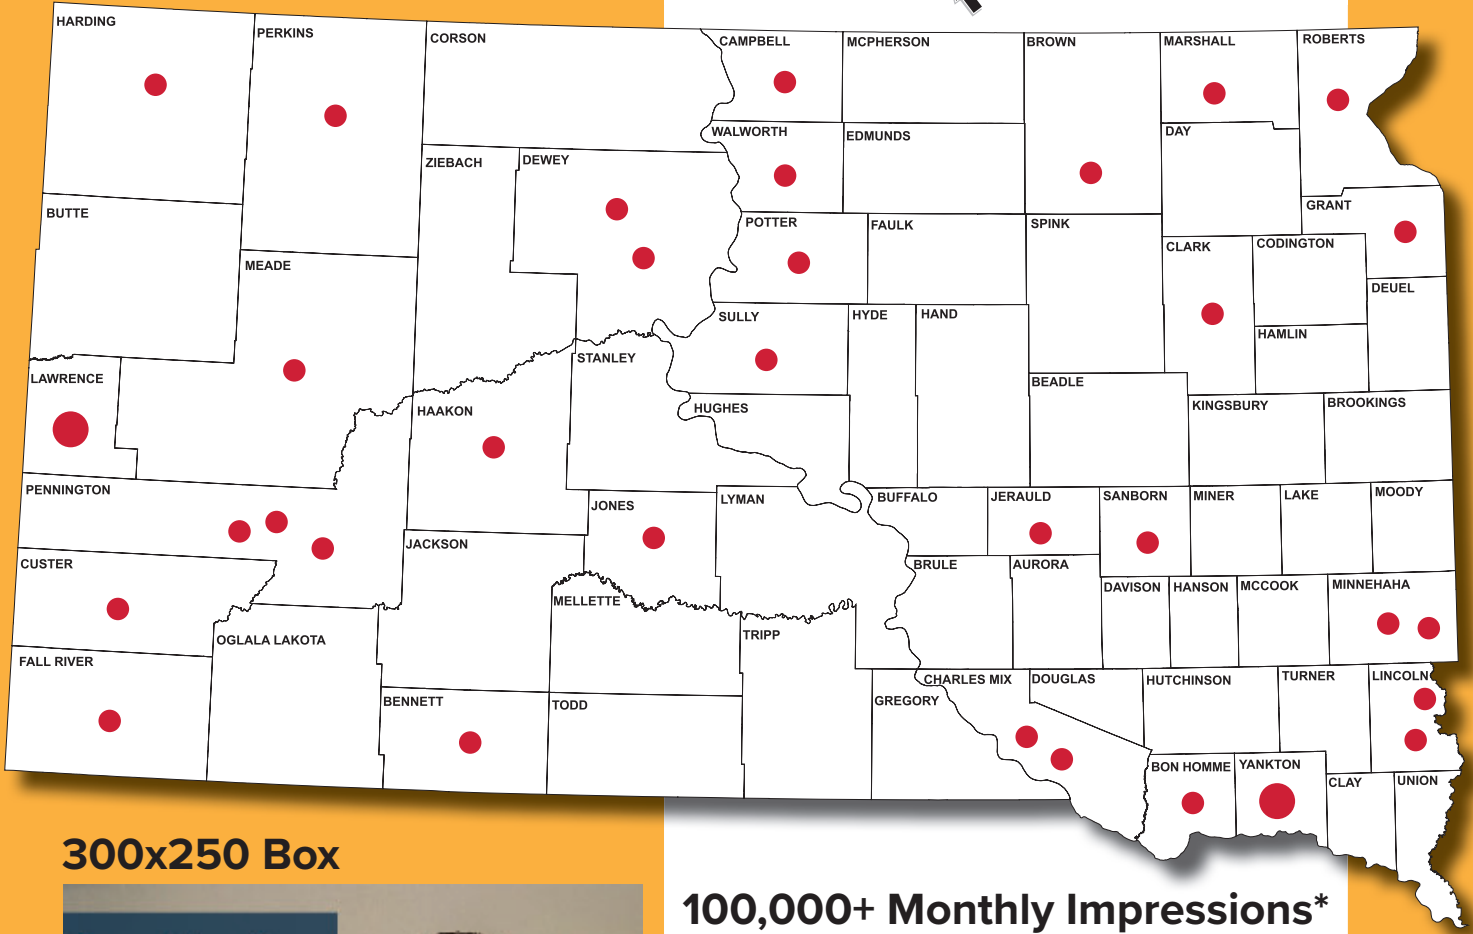 HARDING
PERKINS
CORSON
CAMPBELL
MCPHERSON
BROWN
MARSHALL
ROBERTS
WALWORTH
EDMUNDS
DAY
ZIEBACH
DEWEY
BUTTE
POTTER
FAULK
SPINK
GRANT
CLARK
CODINGTON
MEADE
DEUEL
SULLY
HYDE
HAND
HAMLIN
STANLEY
LAWRENCE
BEADLE
HAAKON
HUGHES
KINGSBURY
BROOKINGS
PENNINGTON
JONES
LYMAN
BUFFALO
JERAULD
SANBORN
MINER
LAKE
MOODY
JACKSON
CUSTER
BRULE
AURORA
MELLETTE
DAVISON
HANSON
MCCOOK
MINNEHAHA
OGLALA LAKOTA
TRIPP
FALL RIVER
CHARLES MIX
DOUGLAS
HUTCHINSON
TURNER
LINCOLN
BENNETT
TODD
GREGORY
BON HOMME
YANKTON
CLAY
UNION
300x250 Box
100,000+ Monthly Impressions*